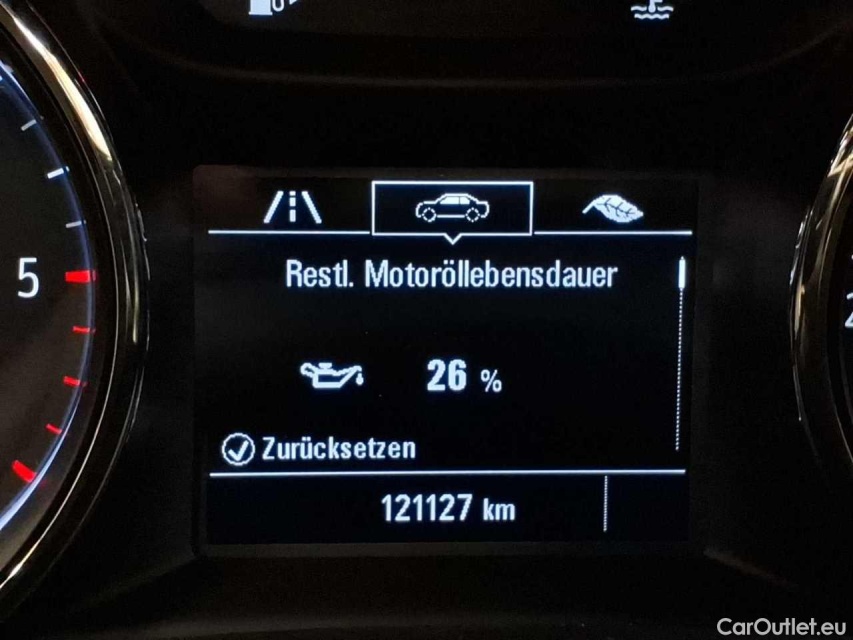 5
Restl. Motoröllebensdauer
26 %
Zurücksetzen
121127 km
CarOutlet.eu